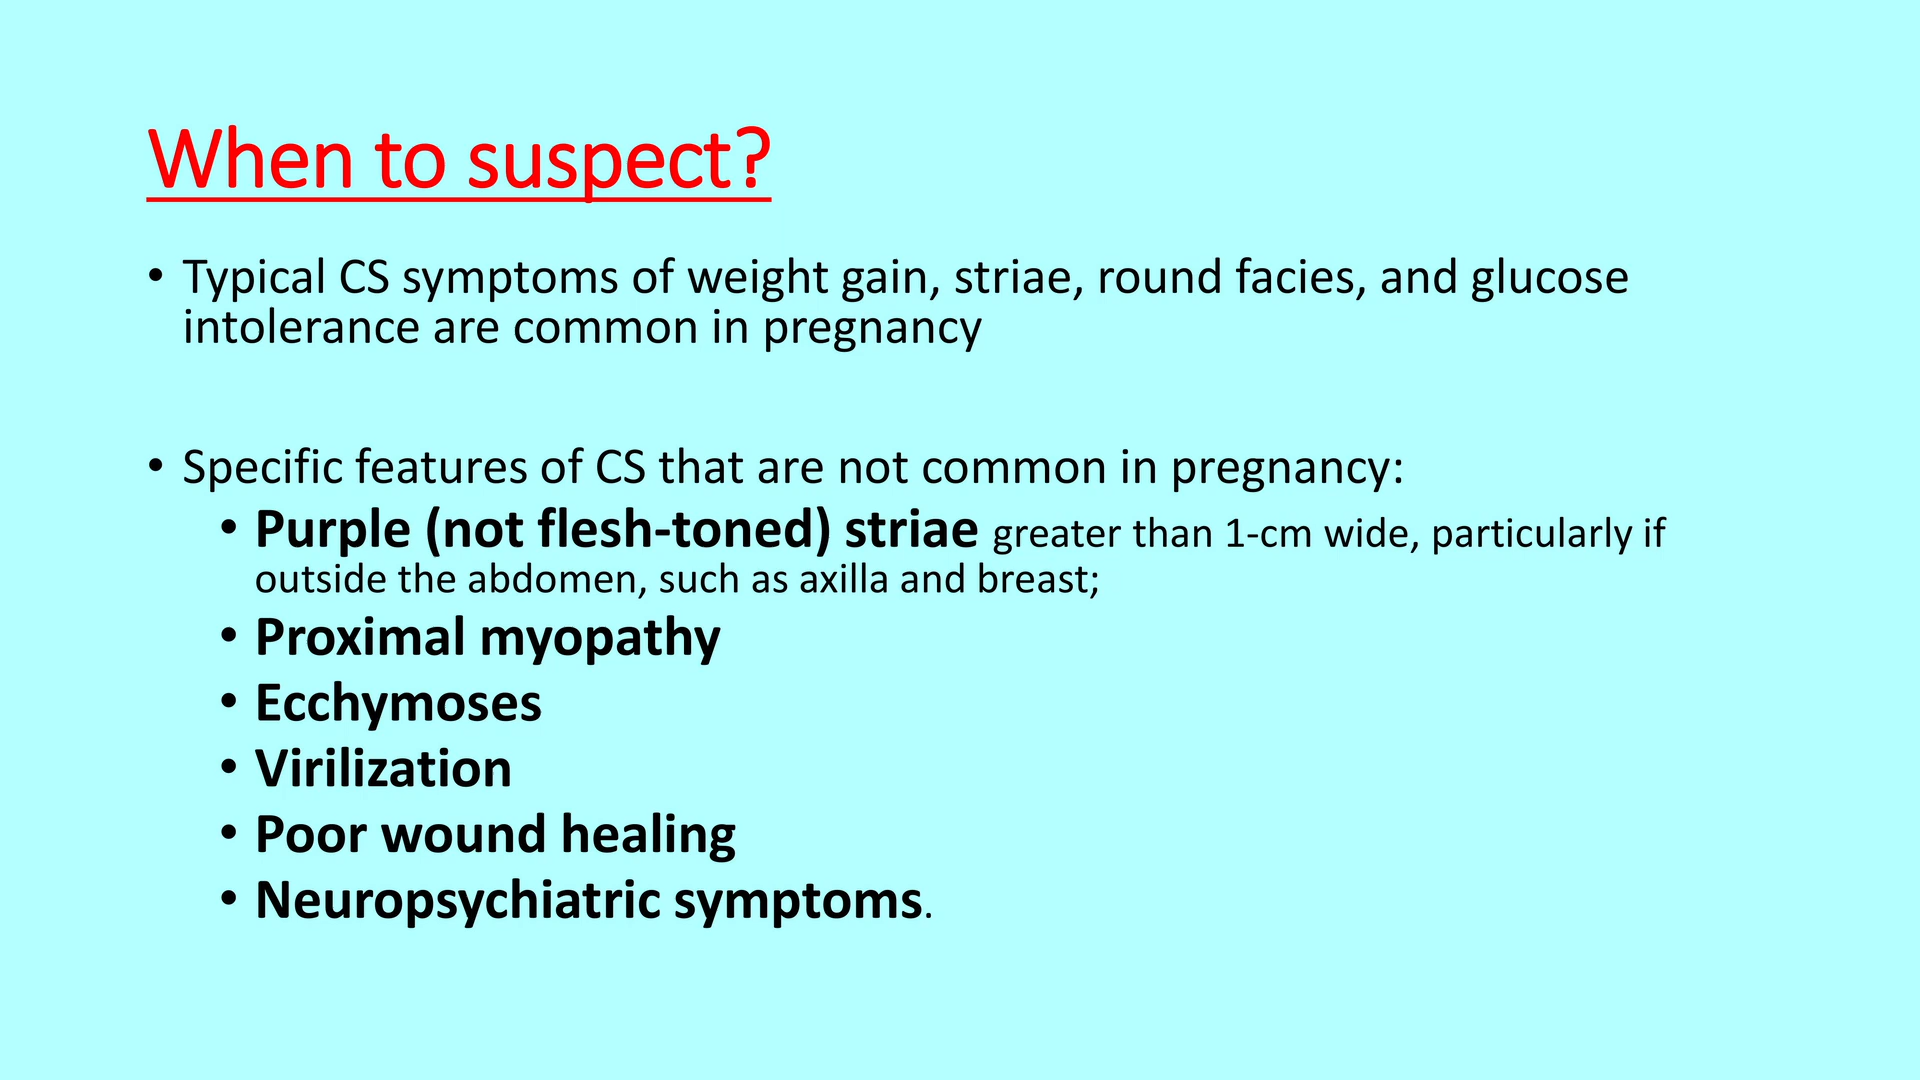 When to suspect?
• Typical CS symptoms of weight gain, striae, round facies, and glucose
intolerance are common in pregnancy
• Specific features of CS that are not common in pregnancy:
• Purple (not flesh-toned) striae greater than 1-cm wide, particularly if
outside the abdomen, such as axilla and breast;
• Proximal myopathy
• Ecchymoses
• Virilization
• Poor wound healing
• Neuropsychiatric symptoms.